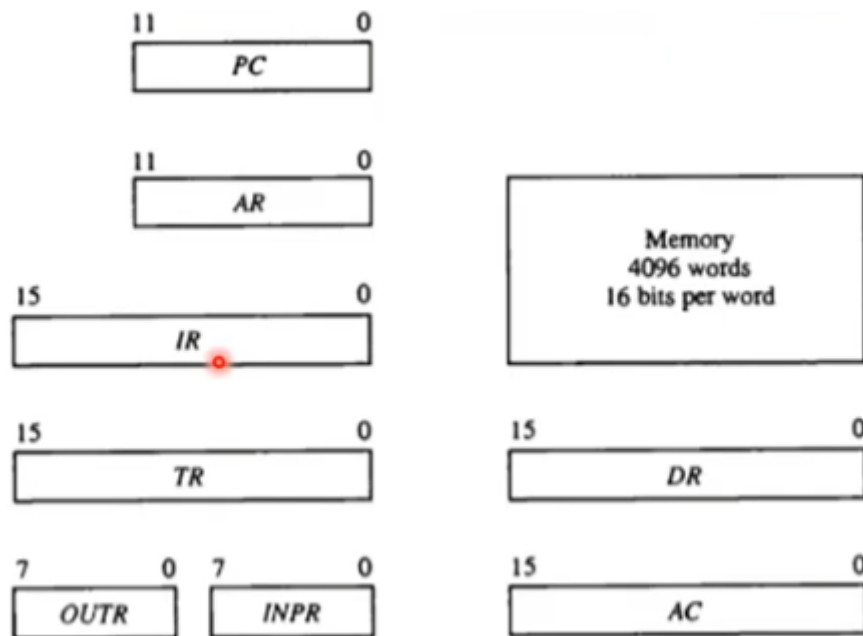 11 0
PC
11 0
AR
Memory
4096 words
16 bits per word
15 0
IR
15 0
TR
15 0
DR
7 0
OUTR
7 0
INPR
15 0
AC